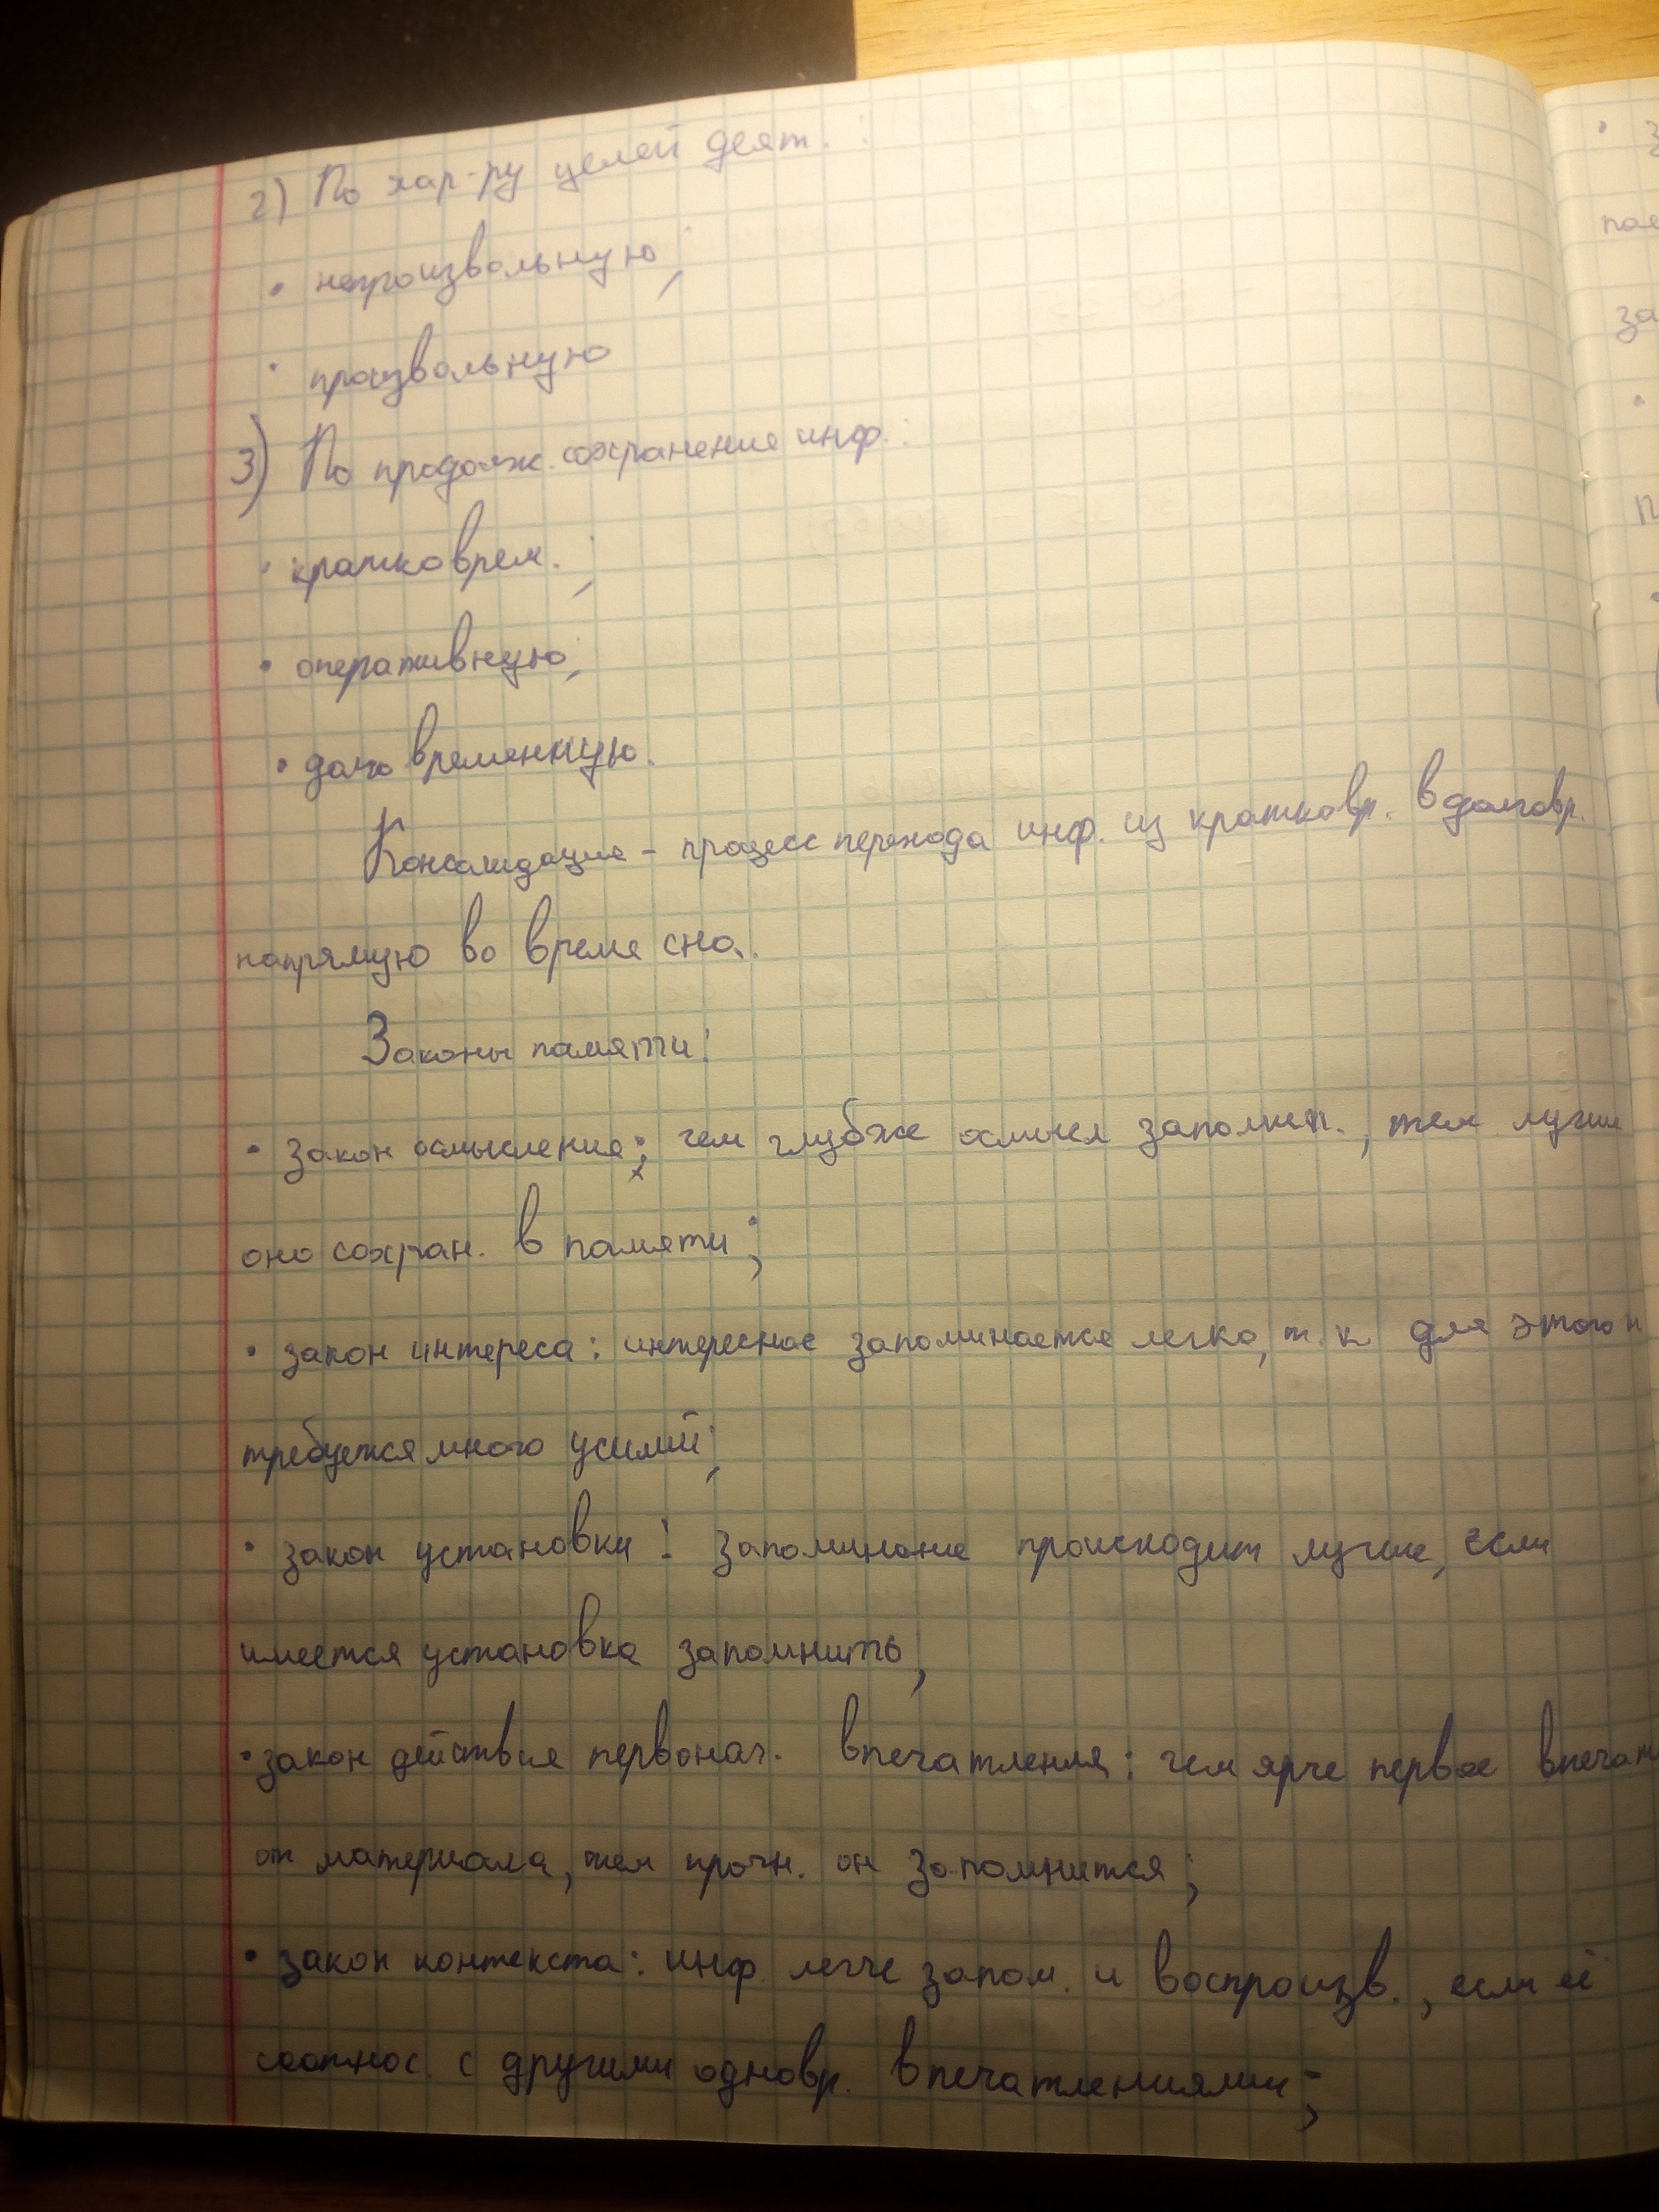 2) По хар-ру целей деят. :
• непроизвольную;
• произвольную
3) По продолж. сохранения инф. :
• кратковрем. ;
• оперативную;
• долговременную.
Консолидация – процесс перехода инф. из кратковр. в долговр.
напрямую во время сна.
Законы памяти:
• закон осмысления: чем глубже осмысл запомин., тем лучше
оно сохран. в памяти;
• закон интереса: интересное запоминается легко, т. к для этого н
требуется много усилий;
• закон установки: запоминание происходит лучше, если
имеется установка запомнить;
• закон действия первонач. впечатления: чем ярче первое впечат
от материала, тем прочн. он запомнится;
• закон контекста: инф. легче запом. и воспроизв., если её
соотнос. с другими одновр. впечатлениями;
• з
за